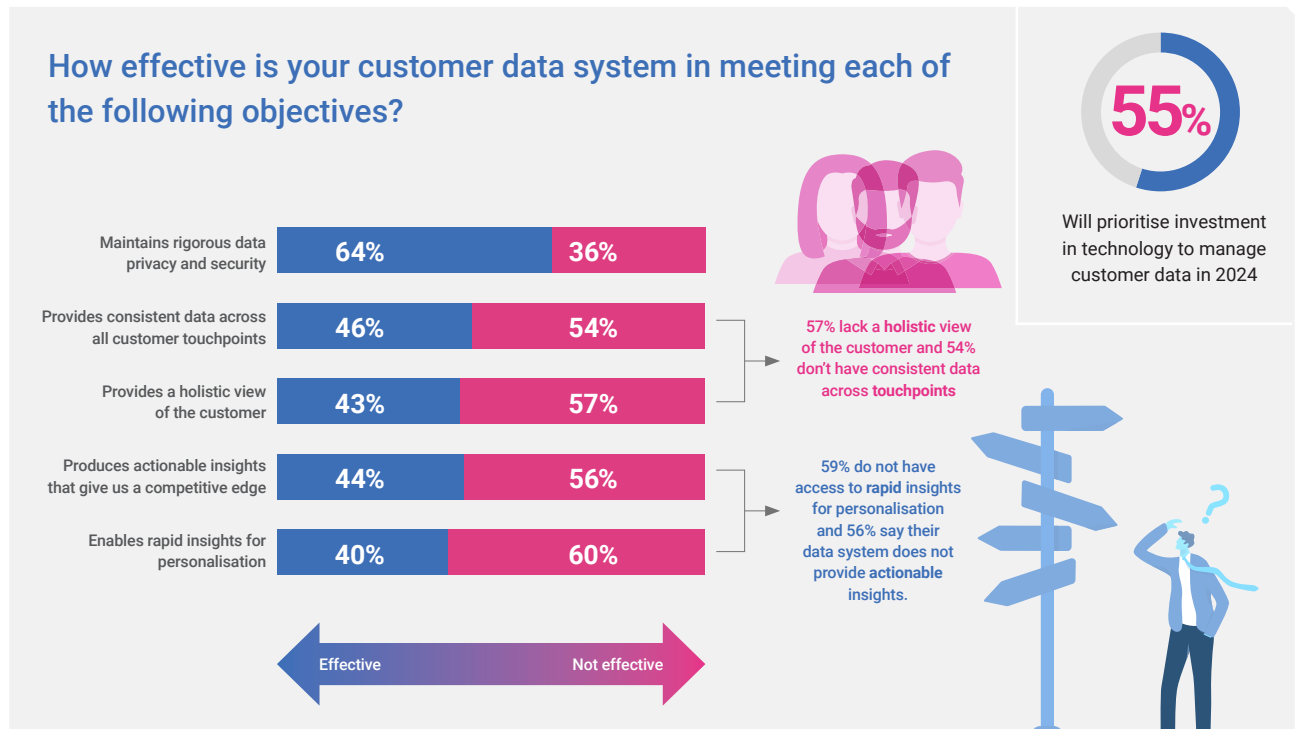 How effective is your customer data system in meeting each of
the following objectives?
55%
Will prioritise investment
in technology to manage
customer data in 2024
Maintains rigorous data
privacy and security
64%
36%
Provides consistent data across
all customer touchpoints
46%
54%
Provides a holistic view
of the customer
43%
57%
57% lack a holistic view
of the customer and 54%
don't have consistent data
across touchpoints
Produces actionable insights
that give us a competitive edge
44%
56%
Enables rapid insights for
personalisation
40%
60%
59% do not have
access to rapid insights
for personalisation
and 56% say their
data system does not
provide actionable
insights.
Effective
Not effective
?